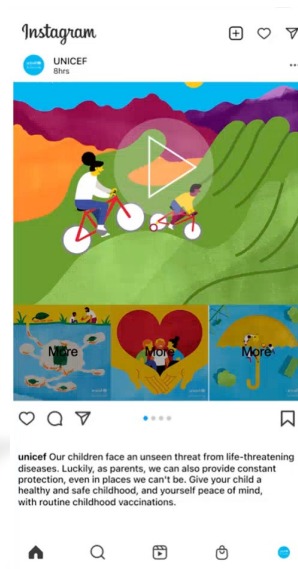 Instagram
UNICEF
8hrs
More More More
unicef Our children face an unseen threat from life-threatening
diseases. Luckily, as parents, we can also provide constant
protection, even in places we can't be. Give your child a
healthy and safe childhood, and yourself peace of mind,
with routine childhood vaccinations.